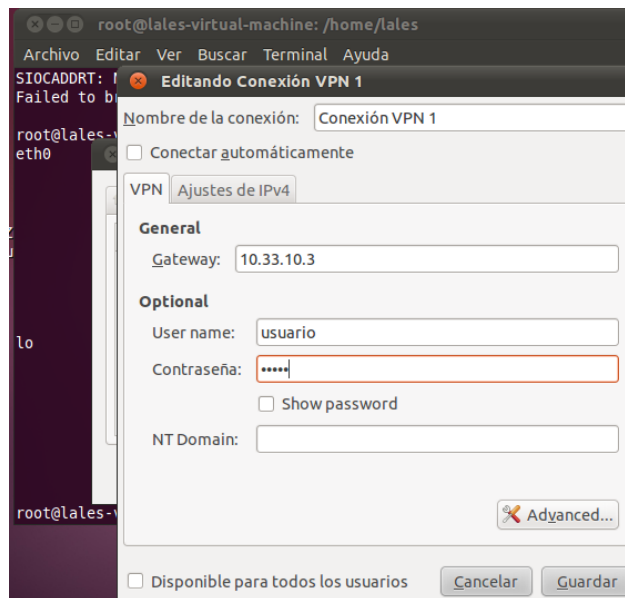 root@lales-virtual-machine: /home/lales
Archivo Editar Ver Buscar Terminal Ayuda
SIOCADDRT:
Failed to
root@lales-
eth0
lo
root@lales-
Editando Conexión VPN 1
Nombre de la conexión: Conexión VPN 1
Conectar automáticamente
VPN Ajustes de IPv4
General
Gateway: 10.33.10.3
Optional
User name: usuario
Contraseña: •••••
Show password
NT Domain:
Advanced...
Disponible para todos los usuarios Cancelar Guardar